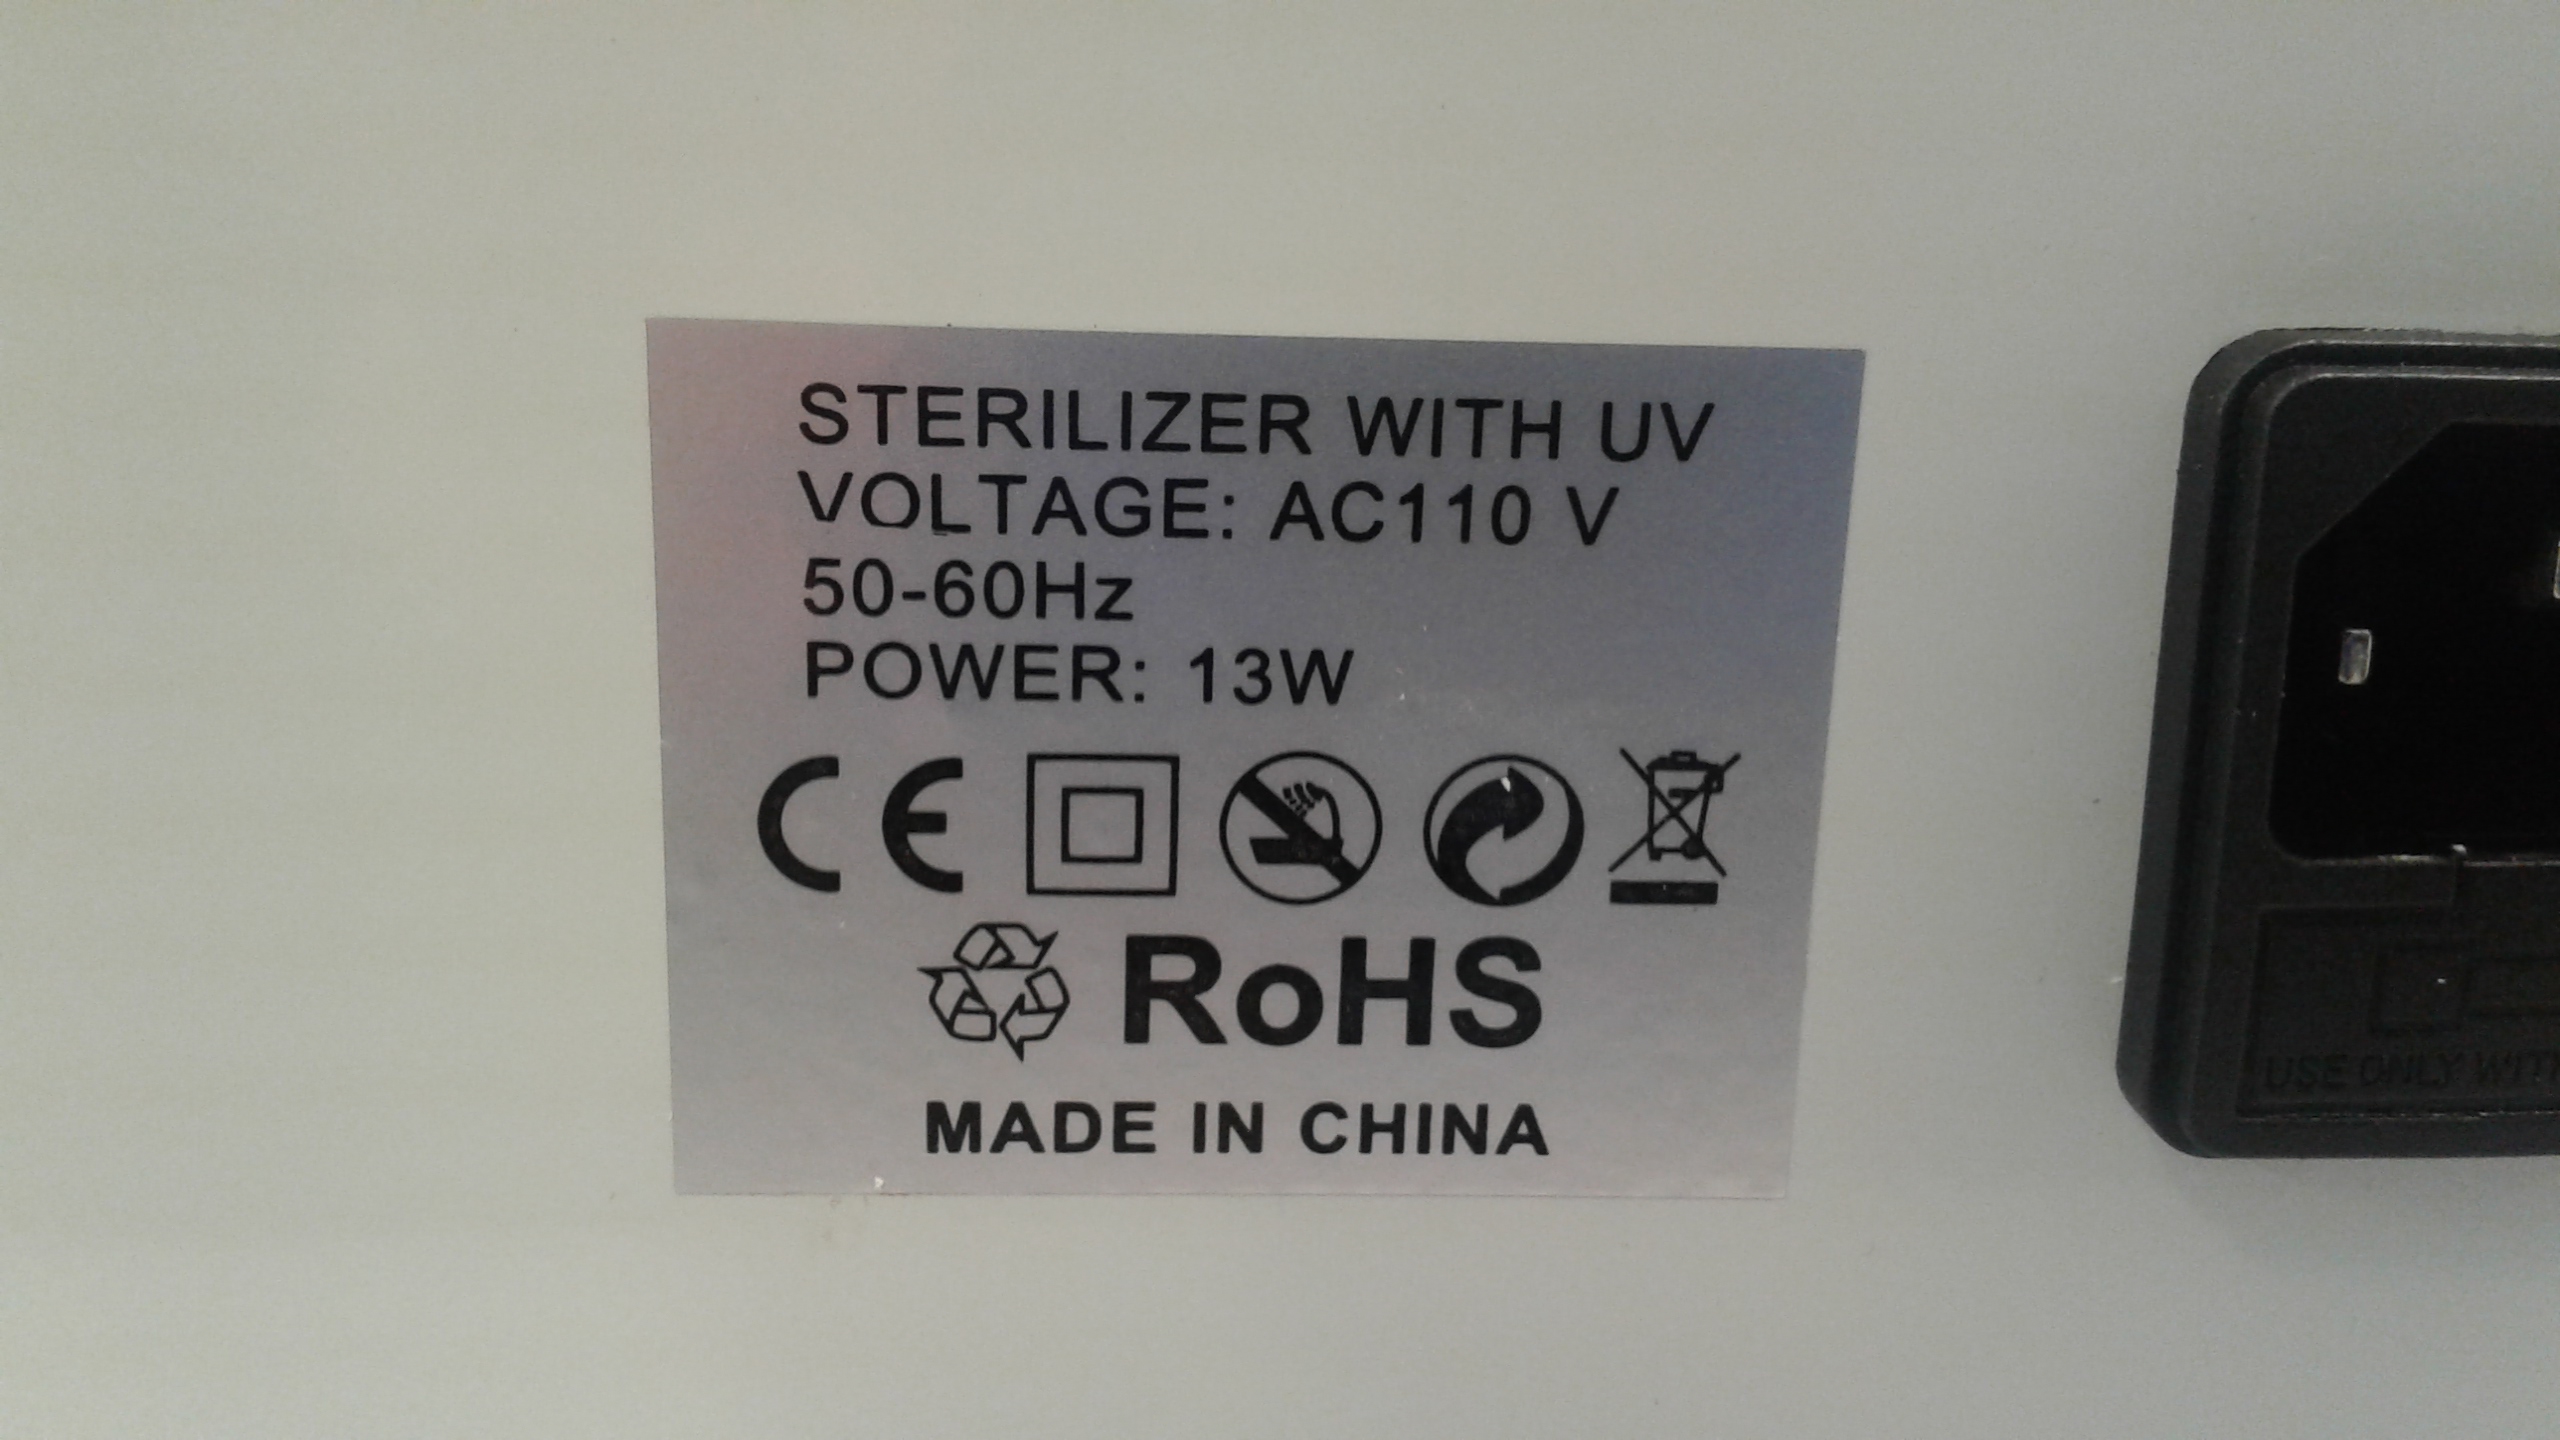 STERILIZER WITH UV
VOLTAGE: AC110 V
50-60Hz
POWER: 13W
CE
RoHS
MADE IN CHINA
USE ONLY WITH